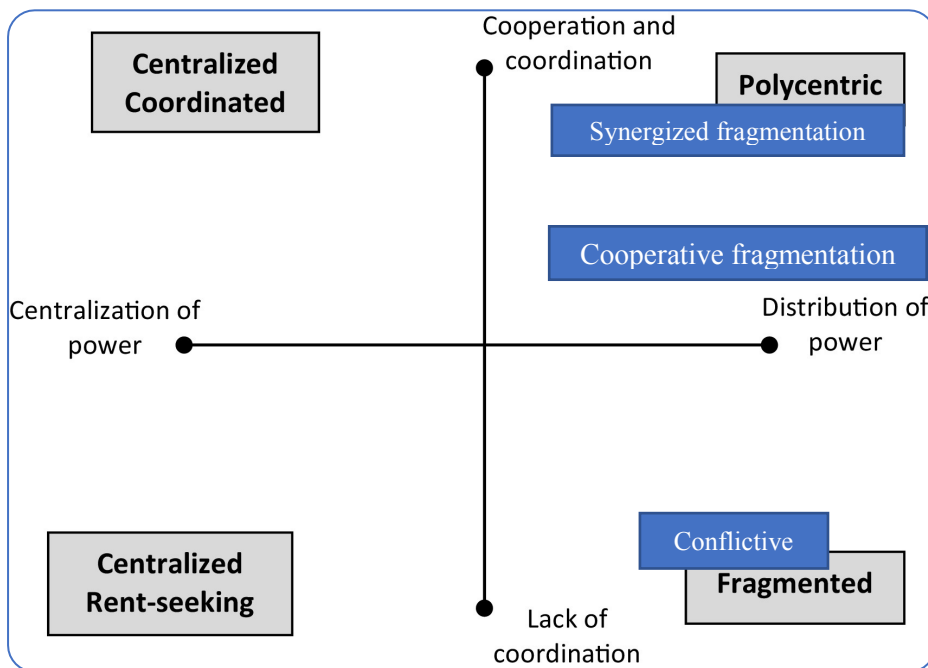 Cooperation and
coordination
Centralized
Coordinated
Polycentric
Synergized fragmentation
Cooperative fragmentation
Centralization of
power
Distribution of
power
Conflictive
Centralized
Rent-seeking
Fragmented
Lack of
coordination